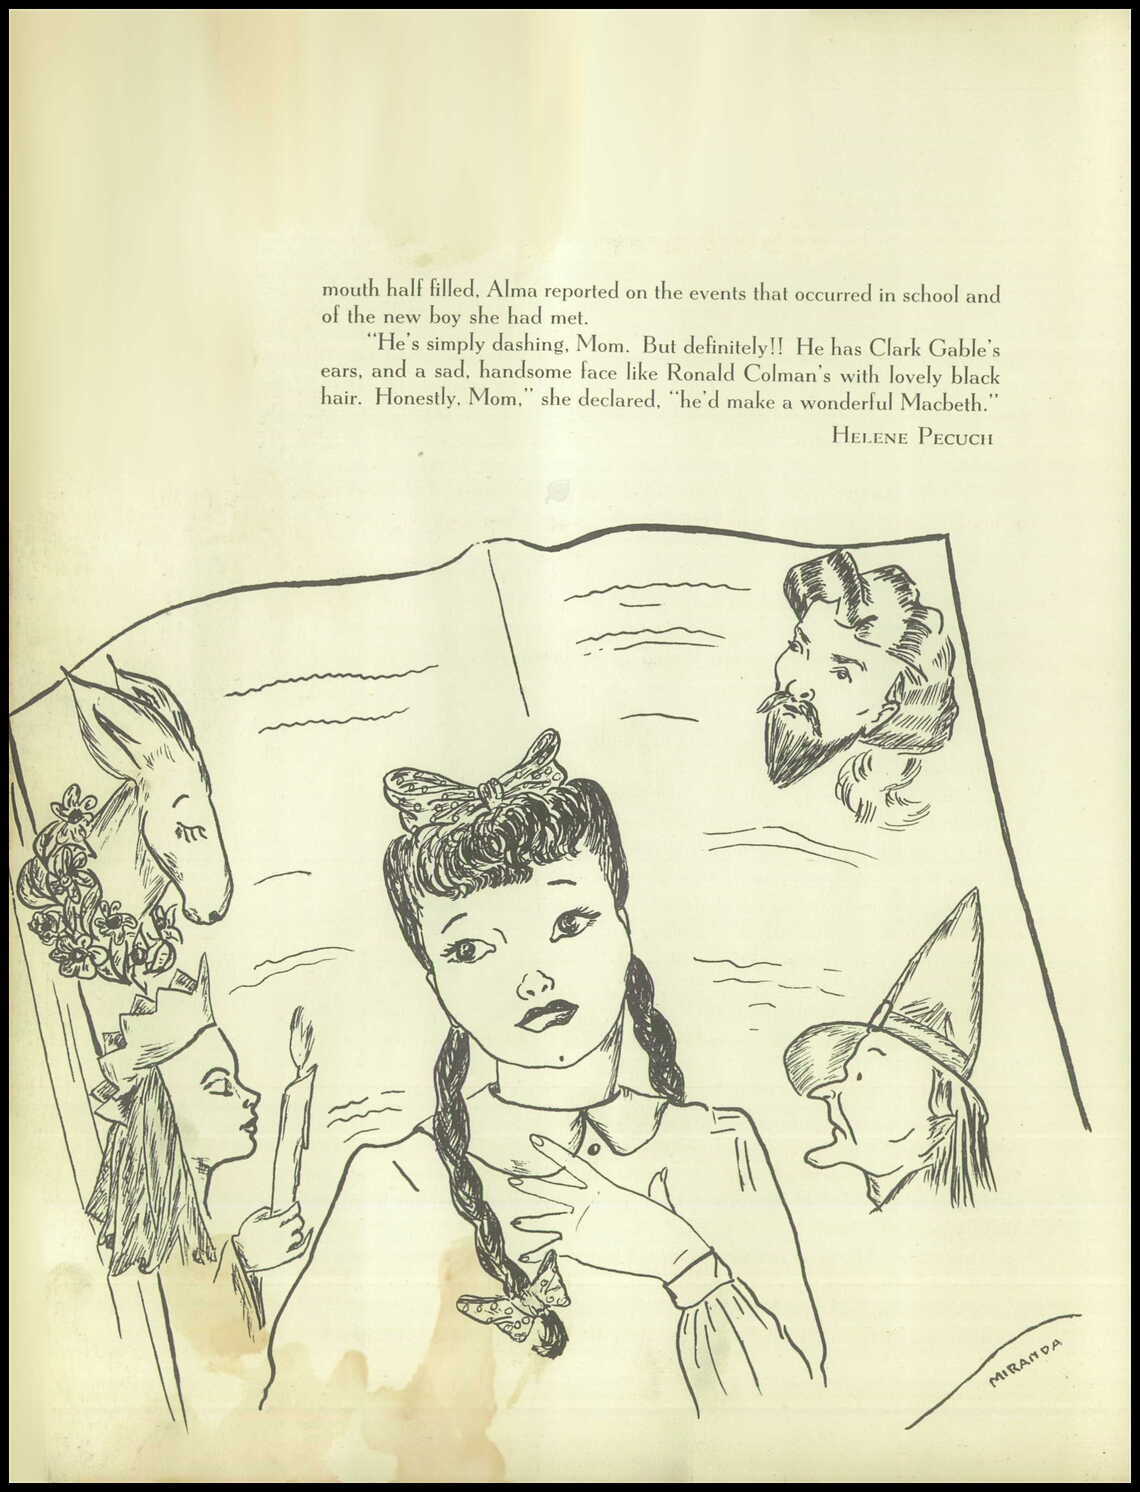 mouth half filled, Alma reported on the events that occurred in school and
of the new boy she had met.
"He's simply dashing, Mom. But definitely!! He has Clark Gable's
ears, and a sad, handsome face like Ronald Colman's with lovely black
hair. Honestly, Mom," she declared, "he'd make a wonderful Macbeth."
HELENE PECUCH
MIRANDA